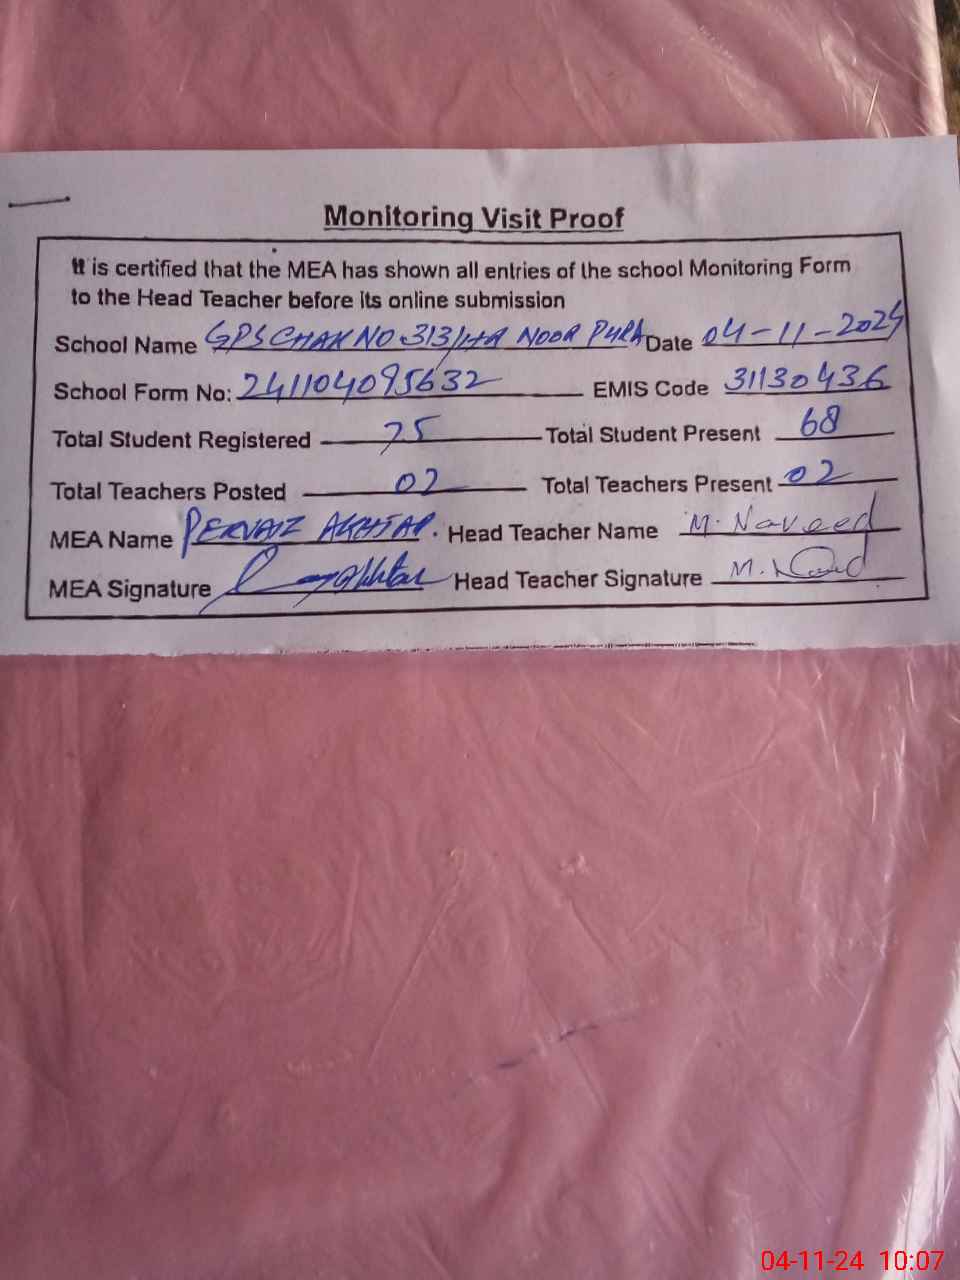 Monitoring Visit Proof
It is certified that the MEA has shown all entries of the school Monitoring Form
to the Head Teacher before its online submission
School Name GPS CHAK NO 313/HR NOOR PURA Date 04-11-2024
School Form No: 241104095632 EMIS Code 31130436
Total Student Registered 75 Total Student Present 68
Total Teachers Posted 02 Total Teachers Present 02
MEA Name PERVAIZ AKHTAR. Head Teacher Name M. Naveed
MEA Signature Head Teacher Signature M. Naveed
04-11-24 10:07